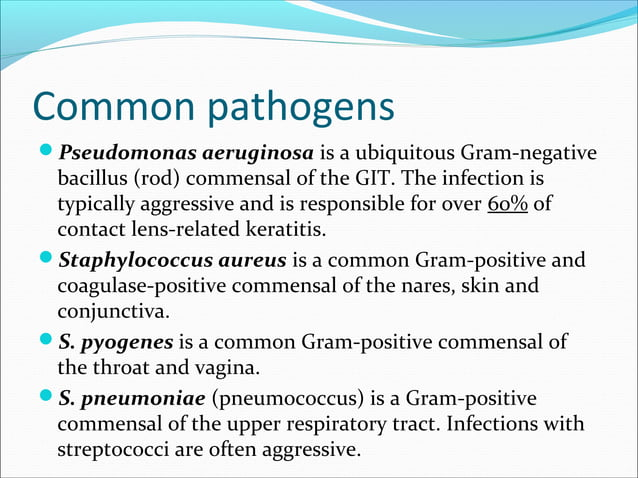 Common pathogens
Pseudomonas aeruginosa is a ubiquitous Gram-negative
bacillus (rod) commensal of the GIT. The infection is
typically aggressive and is responsible for over 60% of
contact lens-related keratitis.
Staphylococcus aureus is a common Gram-positive and
coagulase-positive commensal of the nares, skin and
conjunctiva.
S. pyogenes is a common Gram-positive commensal of
the throat and vagina.
S. pneumoniae (pneumococcus) is a Gram-positive
commensal of the upper respiratory tract. Infections with
streptococci are often aggressive.